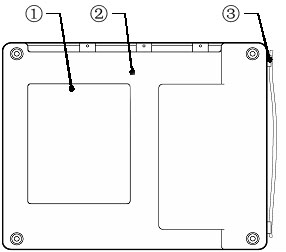 ① ② ③